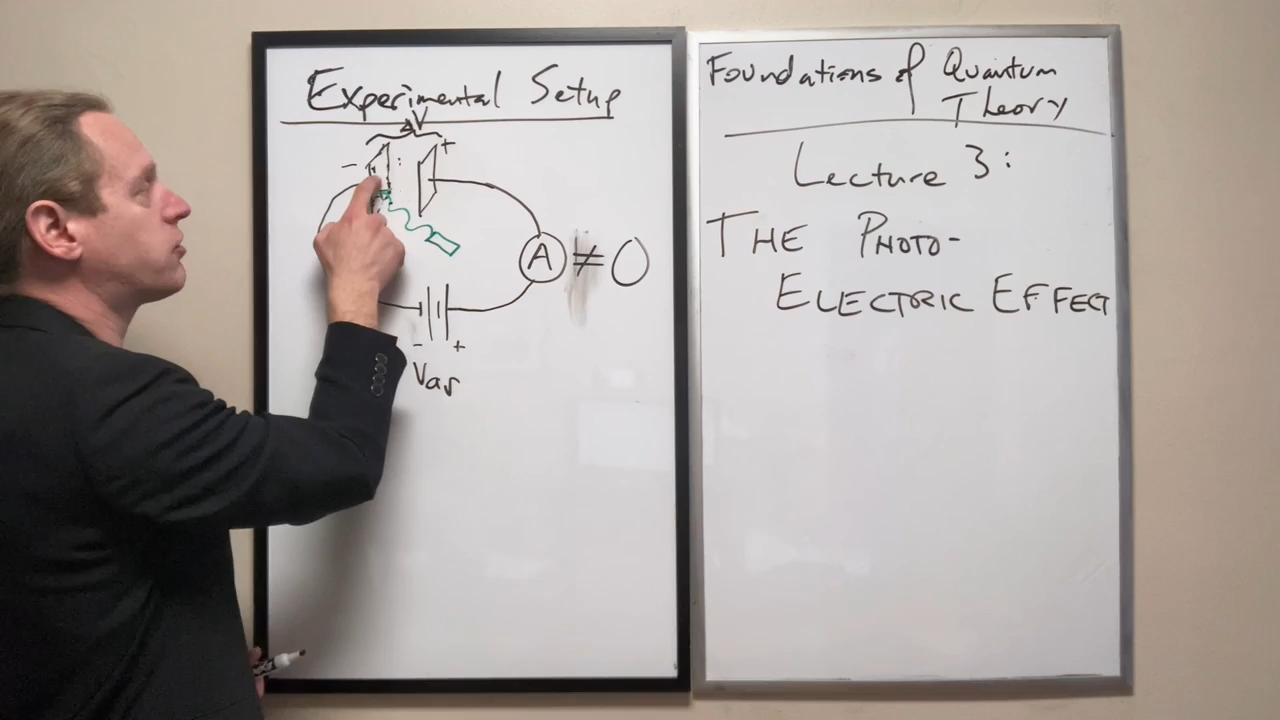 Experimental Setup
ΔV
- +
A ≠ 0
- +
Var
Foundations of Quantum
Theory
Lecture 3:
THE PHOTO-
ELECTRIC EFFECT